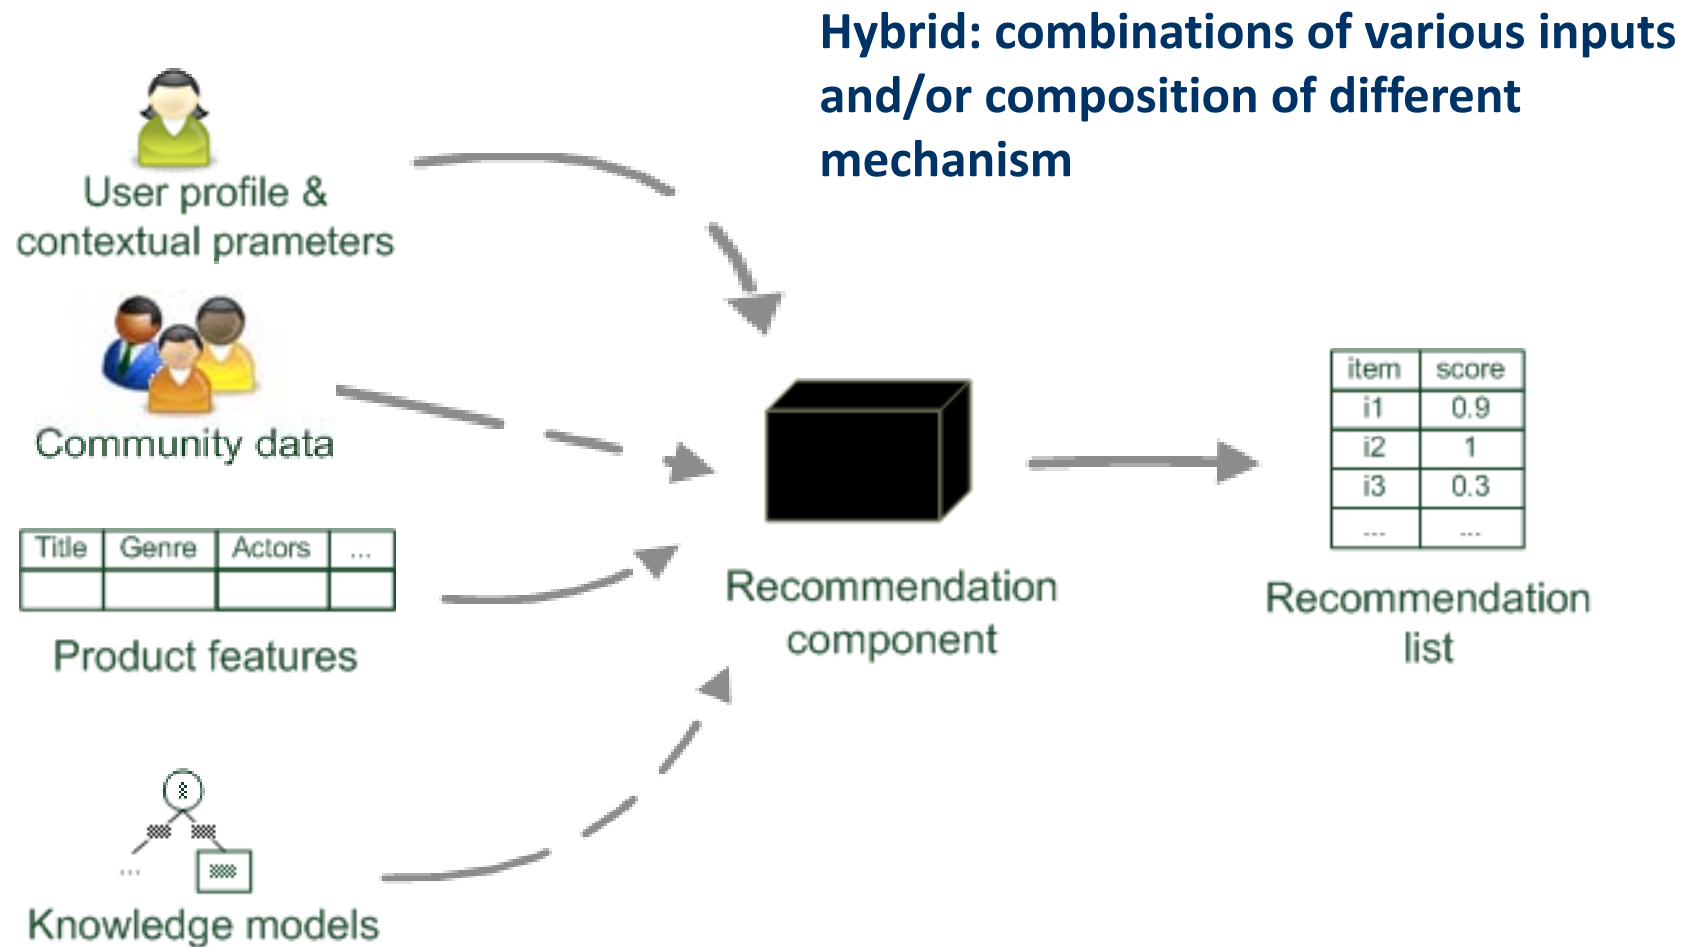 Hybrid: combinations of various inputs
and/or composition of different
mechanism
User profile &
contextual prameters
Community data
Title Genre Actors ...
Product features
Knowledge models
...
Recommendation
component
item score
i1 0.9
i2 1
i3 0.3
... ...
Recommendation
list